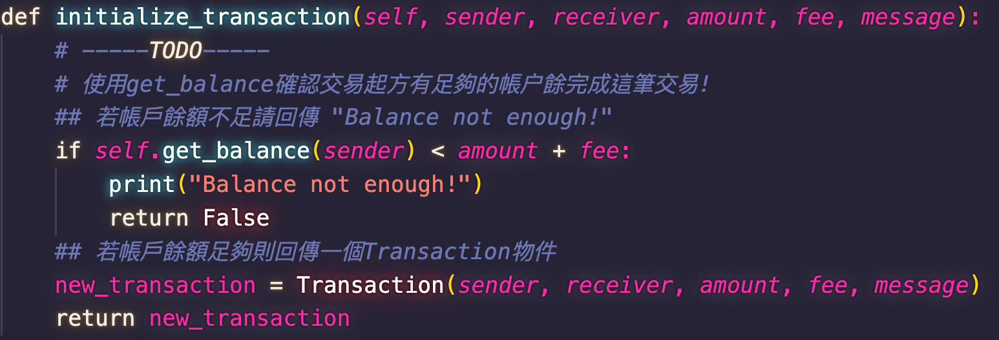 def initialize_transaction(self, sender, receiver, amount, fee, message):
    # -----TODO-----
    # 使用get_balance確認交易起方有足夠的帳户餘完成這筆交易!
    ## 若帳戶餘額不足請回傳 "Balance not enough!"
    if self.get_balance(sender) < amount + fee:
        print("Balance not enough!")
        return False
    ## 若帳戶餘額足夠則回傳一個Transaction物件
    new_transaction = Transaction(sender, receiver, amount, fee, message)
    return new_transaction